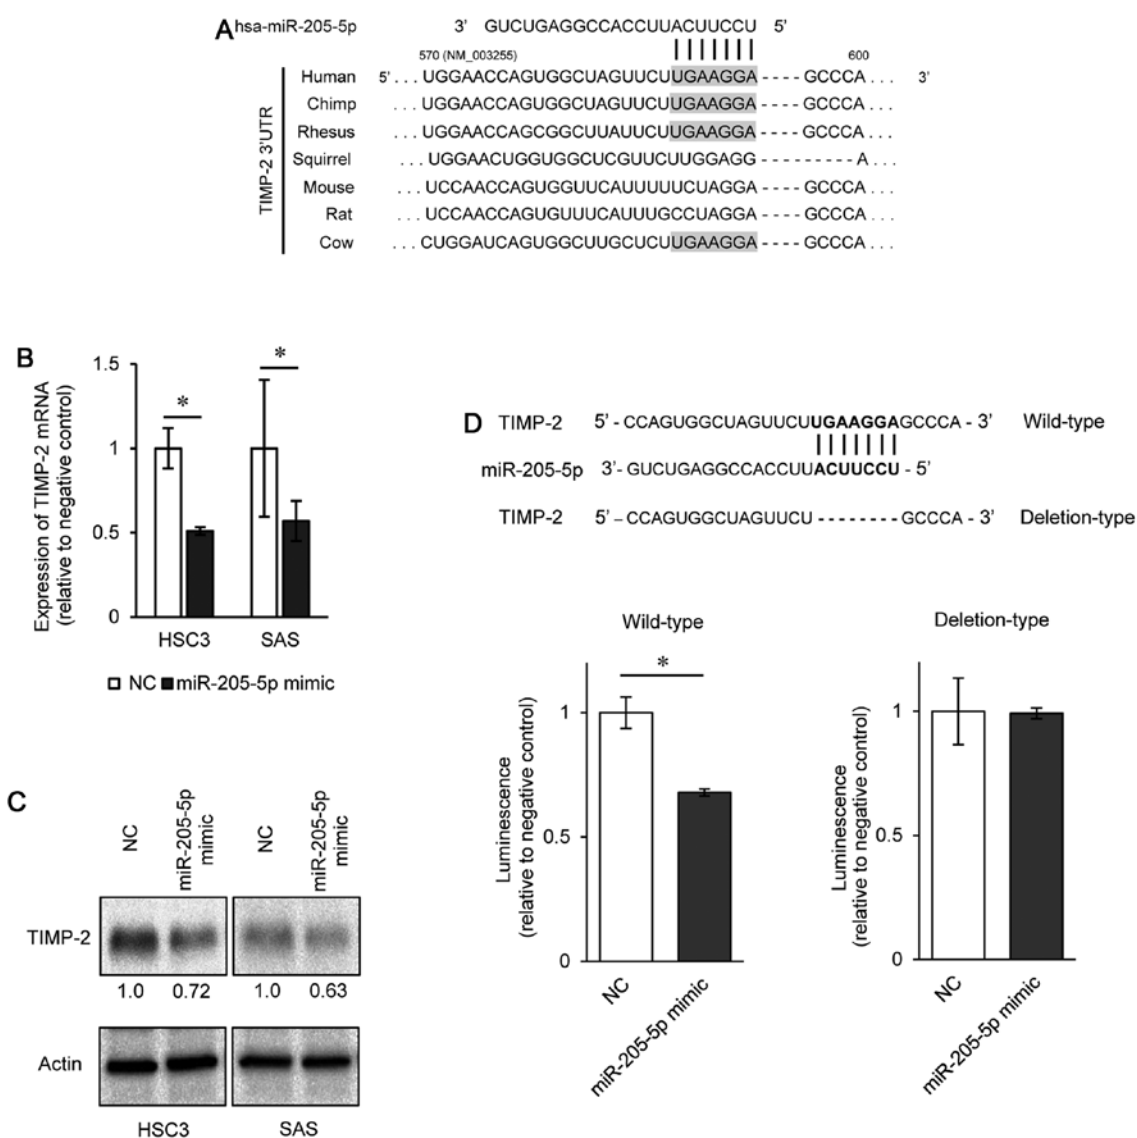 A hsa-miR-205-5p 3' GUCUGAGGCCACCUUACUUCCU 5'
570 (NM_003255) 600
TIMP-2 3'UTR
Human 5'... UGGAACCAGUGGCUAGUUCUUGAAGGA----GCCCA... 3'
Chimp ...UGGAACCAGUGGCUAGUUCUUGAAGGA----GCCCA...
Rhesus ...UGGAACCAGCGGCUUAUUCUUGAAGGA----GCCCA...
Squirrel ...UGGAACUGGUGGCUCGUUCUUGGAGG---------A...
Mouse ...UCCAACCAGUGGUUCAUUUUUCUAGGA----GCCCA...
Rat ...UCCAACCAGUGUUUCAUUUGCCUAGGA----GCCCA...
Cow ...CUGGAUCAGUGGCUUGCUCUUGAAGGA----GCCCA...
B
Expression of TIMP-2 mRNA
(relative to negative control)
1.5
1
0.5
0
*
*
HSC3 SAS
NC miR-205-5p mimic
C
NC miR-205-5p mimic NC miR-205-5p mimic
TIMP-2
1.0 0.72 1.0 0.63
Actin
HSC3 SAS
D
TIMP-2 5'-CCAGUGGCUAGUUCUUGAAGGAGCCCA-3' Wild-type
miR-205-5p 3'-GUCUGAGGCCACCUUACUUCCU-5'
TIMP-2 5'–CCAGUGGCUAGUUCU--------GCCCA-3' Deletion-type
Wild-type
Luminescence
(relative to negative control)
1
0.5
0
*
NC
miR-205-5p mimic
Deletion-type
Luminescence
(relative to negative control)
1
0.5
0
NC
miR-205-5p mimic